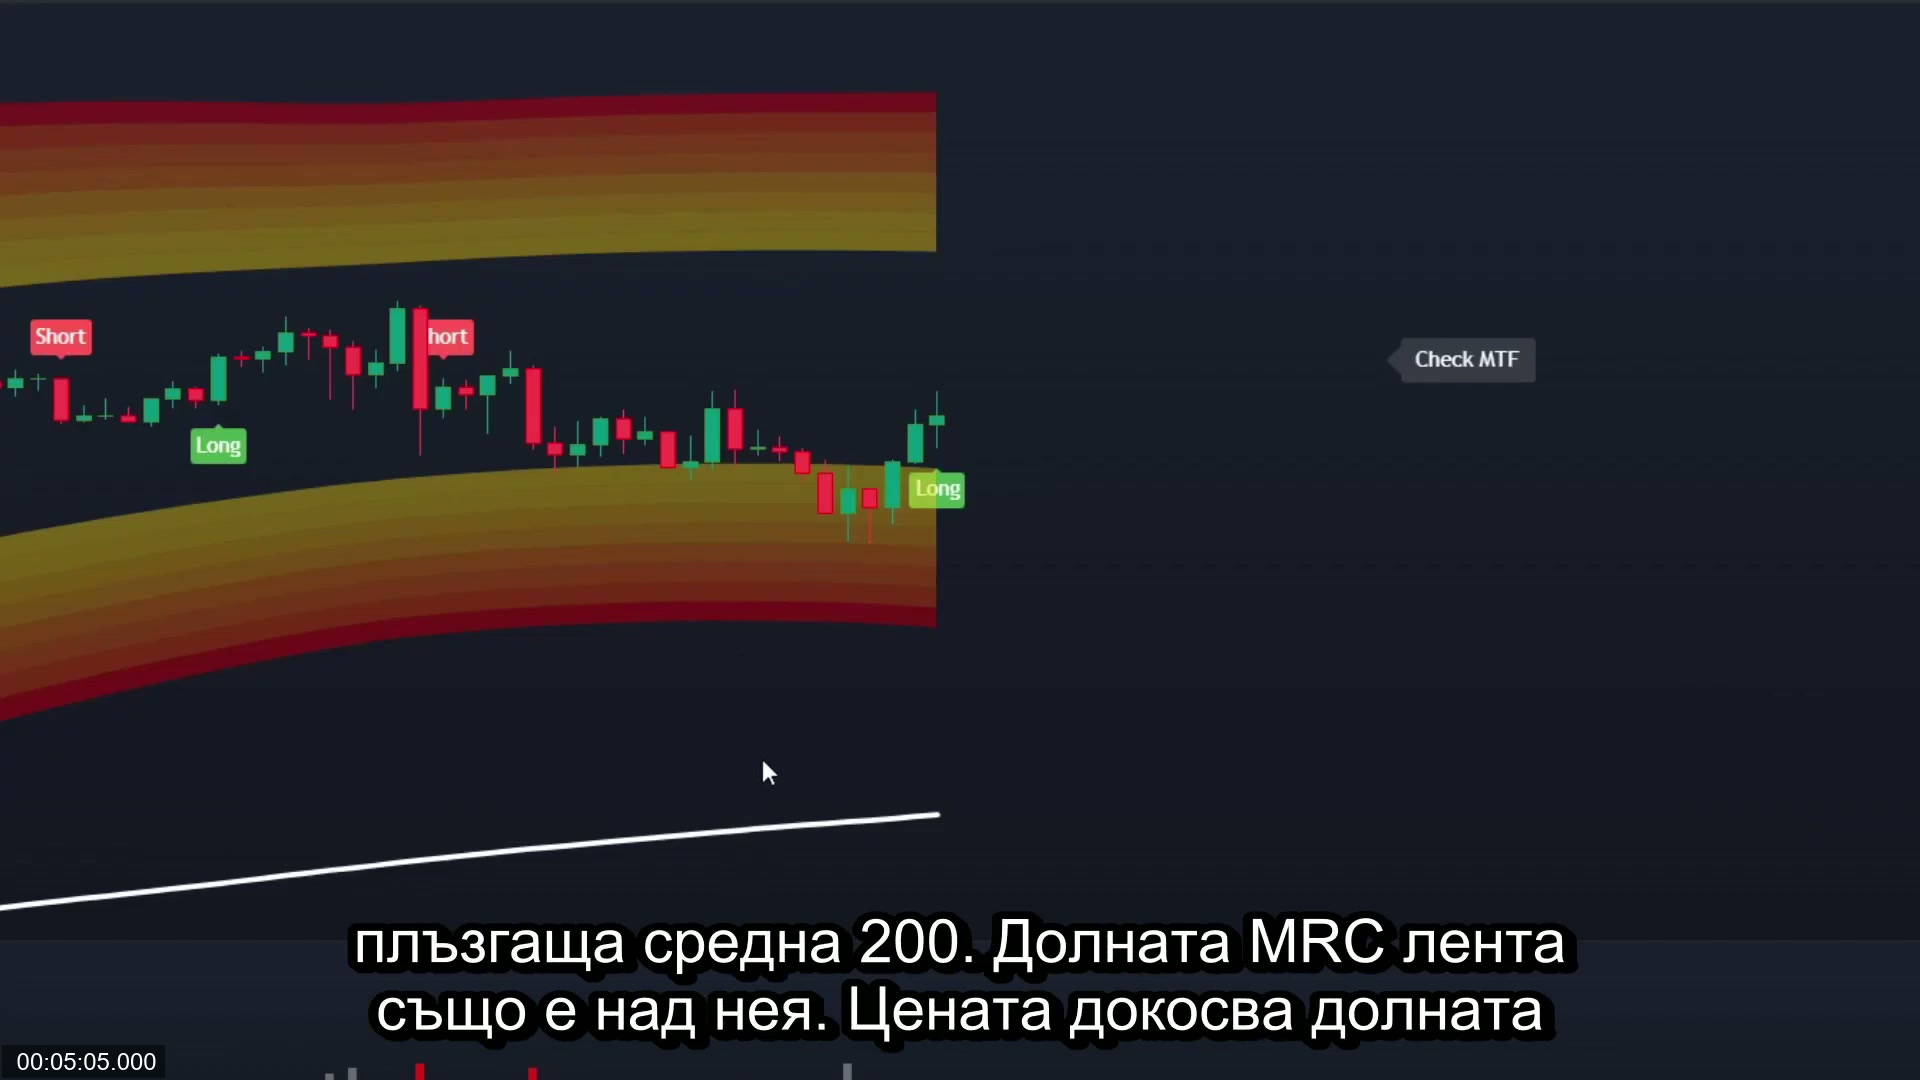 Short
hort
Check MTF
Long
Long
плъзгаща средна 200. Долната MRC лента
също е над нея. Цената докосва долната
00:05:05.000